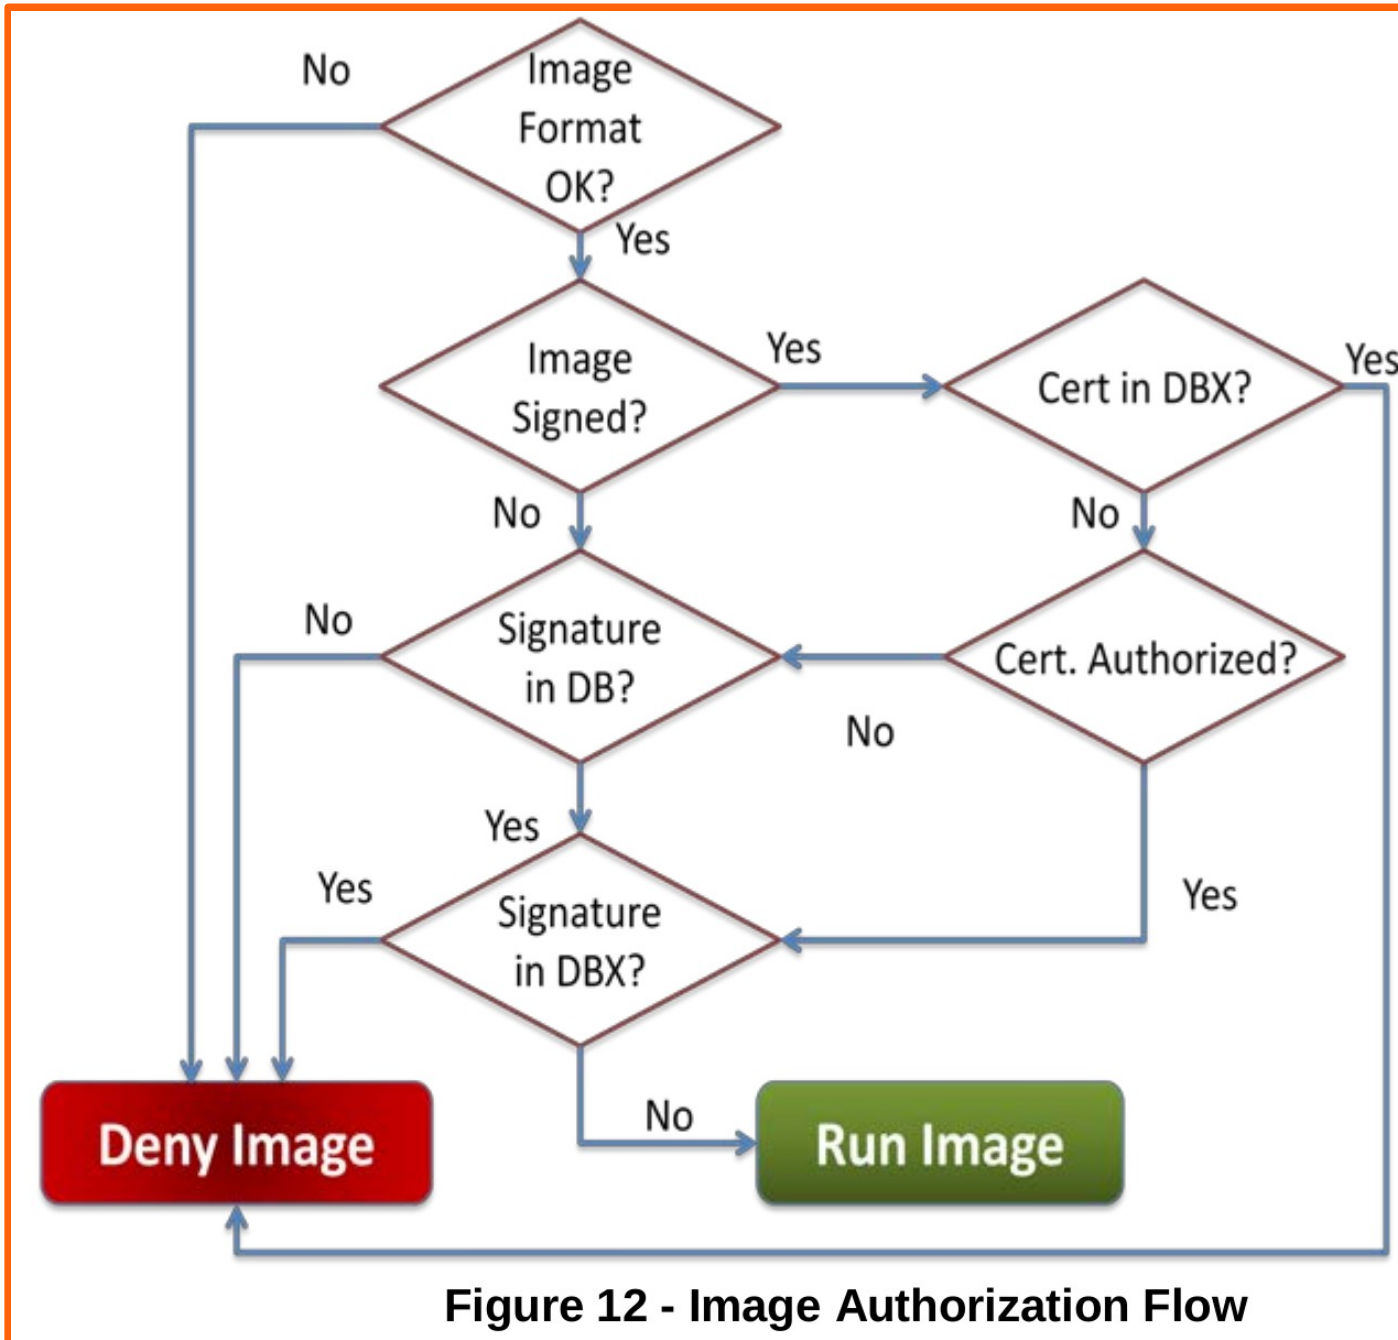 No
Image
Format
OK?
Yes
Image
Signed?
Yes
Cert in DBX?
Yes
No
No
No
Signature
in DB?
Cert. Authorized?
No
Yes
Yes
Signature
in DBX?
Yes
No
Deny Image
Run Image
Figure 12 - Image Authorization Flow